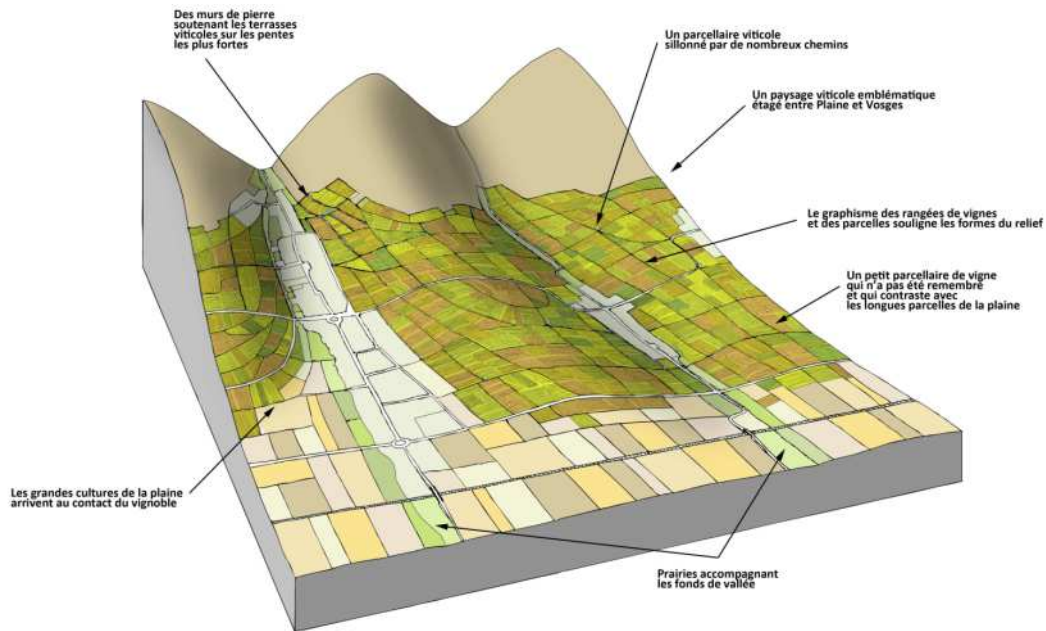 Des murs de pierre
soutenant les terrasses
viticoles sur les pentes
les plus fortes
Un parcellaire viticole
sillonné par de nombreux chemins
Un paysage viticole emblématique
étagé entre Plaine et Vosges
Le graphisme des rangées de vignes
et des parcelles souligne les formes du relief
Un petit parcellaire de vigne
qui n'a pas été remembré
et qui contraste avec
les longues parcelles de la plaine
Les grandes cultures de la plaine
arrivent au contact du vignoble
Prairies accompagnant
les fonds de vallée